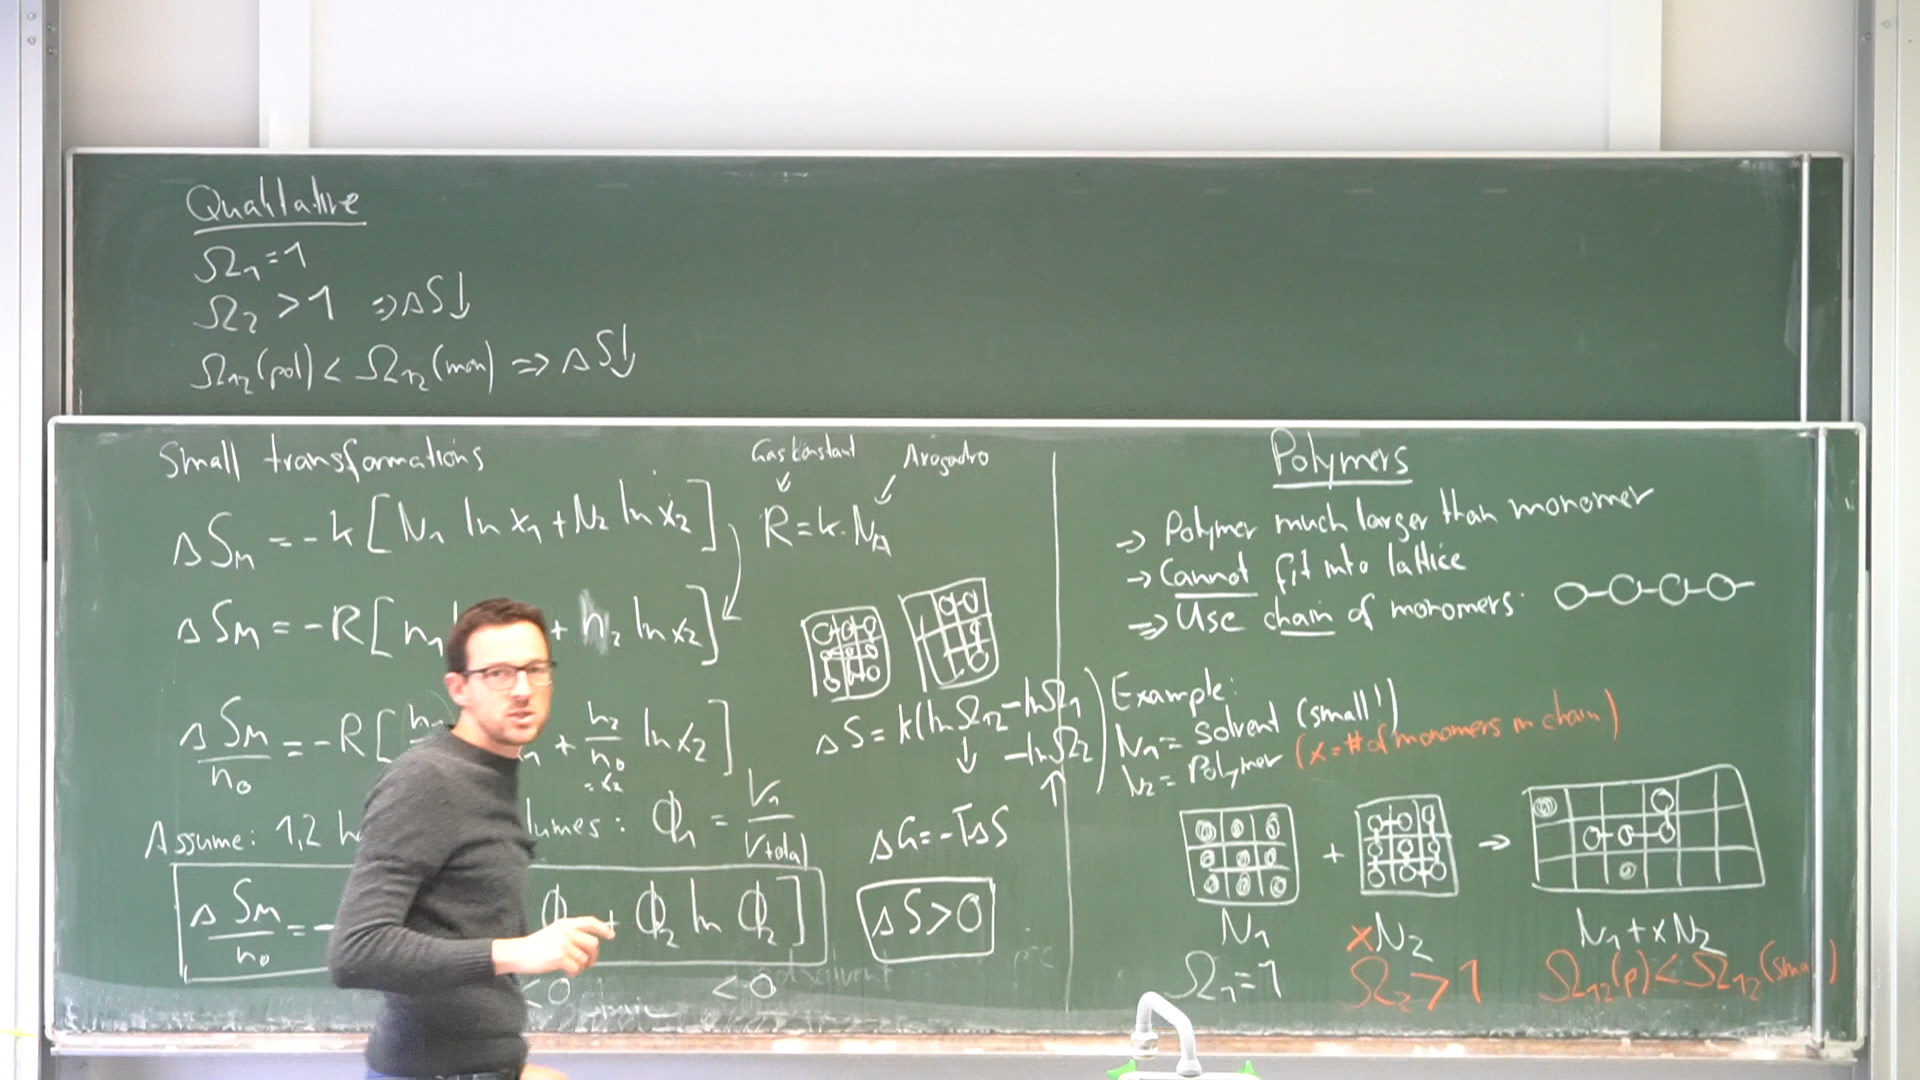 Qualitative
Ω₁=1
Ω₂ >1 ⇒ΔS↓
Ω₁₂(pol) < Ω₁₂(mon) ⇒ ΔS↓
Small transformations
ΔSₘ = -k [N₁ ln x₁ + N₂ ln x₂]
Gas konstant Avogadro
R=k·N_A
ΔSₘ = -R[n₁ + n₂ ln x₂]
ΔSₘ/n₀ = -R[ + n₂/n₀ ln x₂]
=x₂
Assume: 1,2 : ϕ₁ = V₁/Vtotal
ΔSₘ/n₀ = - ϕ₁ + ϕ₂ ln ϕ₂]
<0 <0
ΔS = k(ln Ω₁₂ -ln Ω₁
↓ -ln Ω₂)
↑
ΔG=-TΔS
ΔS>0
Polymers
→ Polymer much larger than monomer
→ Cannot fit into lattice
⇒ Use chain of monomers
Example:
N₁= Solvent (small!)
N₂= Polymer (x=# of monomers in chain)
+ →
N₁ xN₂ N₁+xN₂
Ω₁=1 Ω₂>1 Ω₁₂(p)<Ω₁₂(small)